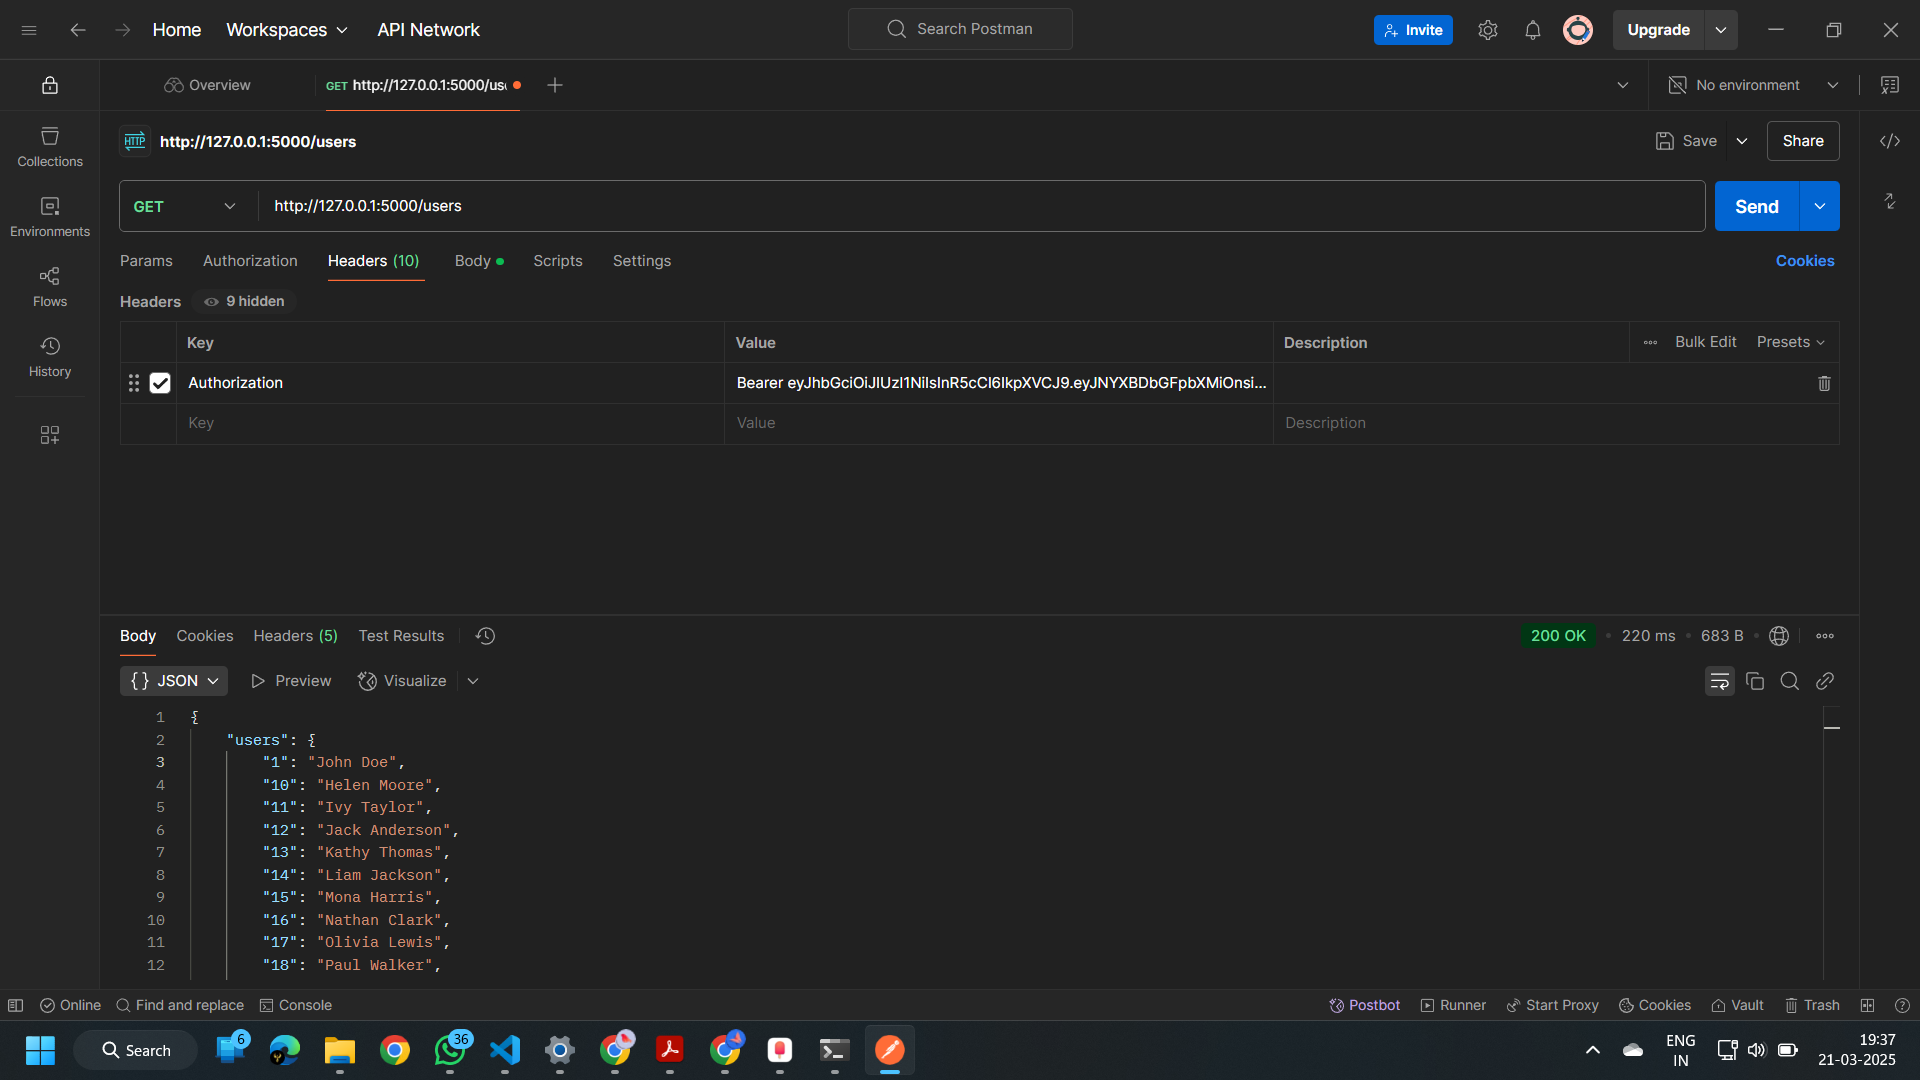 Home Workspaces API Network Search Postman Invite Upgrade
Overview GET http://127.0.0.1:5000/us No environment
HTTP http://127.0.0.1:5000/users Save Share
Collections
Environments
Flows
History
GET http://127.0.0.1:5000/users Send
Params Authorization Headers (10) Body Scripts Settings Cookies
Headers 9 hidden
Key Value Description Bulk Edit Presets
Authorization Bearer eyJhbGciOiJIUzI1NiIsInR5cCI6IkpXVCJ9.eyJNYXBDbGFpbXMiOnsi...
Key Value Description
Body Cookies Headers (5) Test Results 200 OK 220 ms 683 B
{} JSON Preview Visualize
1 {
2 "users": {
3 "1": "John Doe",
4 "10": "Helen Moore",
5 "11": "Ivy Taylor",
6 "12": "Jack Anderson",
7 "13": "Kathy Thomas",
8 "14": "Liam Jackson",
9 "15": "Mona Harris",
10 "16": "Nathan Clark",
11 "17": "Olivia Lewis",
12 "18": "Paul Walker",
Online Find and replace Console Postbot Runner Start Proxy Cookies Vault Trash
Search 6 36 ENG IN 19:37 21-03-2025